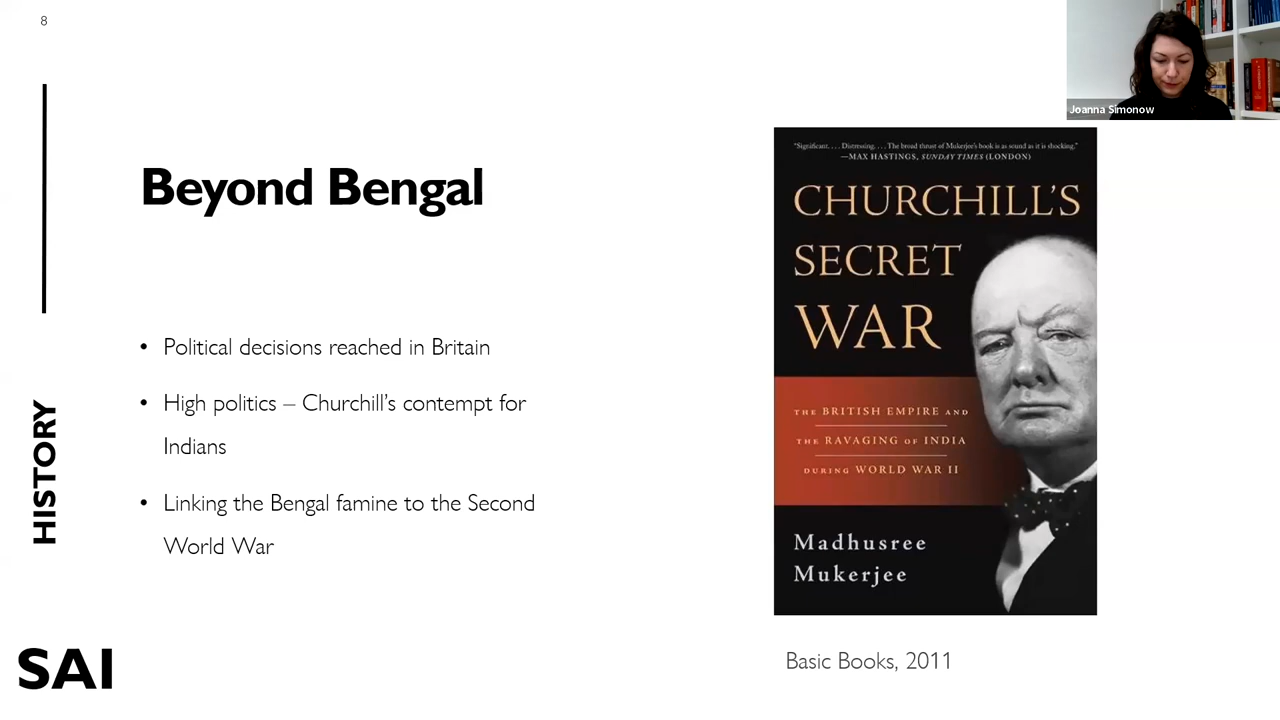 8
Joanna Simonow
Beyond Bengal
• Political decisions reached in Britain
• High politics – Churchill's contempt for
Indians
• Linking the Bengal famine to the Second
World War
HISTORY
SAI
"Significant. . . . Distressing. . . . The broad thrust of Mukerjee's book is as sound as it is shocking."
—MAX HASTINGS, SUNDAY TIMES (LONDON)
CHURCHILL'S
SECRET
WAR
THE BRITISH EMPIRE AND
THE RAVAGING OF INDIA
DURING WORLD WAR II
Madhusree
Mukerjee
Basic Books, 2011